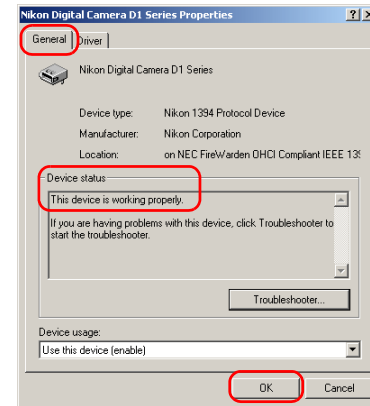 Nikon Digital Camera D1 Series Properties
General Driver
Nikon Digital Camera D1 Series
Device type: Nikon 1394 Protocol Device
Manufacturer: Nikon Corporation
Location: on NEC FireWarden OHCI Compliant IEEE 139
Device status
This device is working properly.
If you are having problems with this device, click Troubleshooter to
start the troubleshooter.
Troubleshooter...
Device usage:
Use this device (enable)
OK Cancel